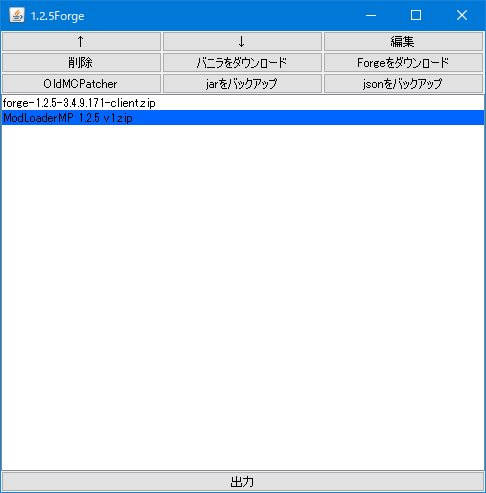 1.2.5Forge
↑ ↓ 編集
削除 バニラをダウンロード Forgeをダウンロード
OldMCPatcher jarをバックアップ jsonをバックアップ
forge-1.2.5-3.4.9.171-client.zip
ModLoaderMP 1.2.5 v1.zip
出力